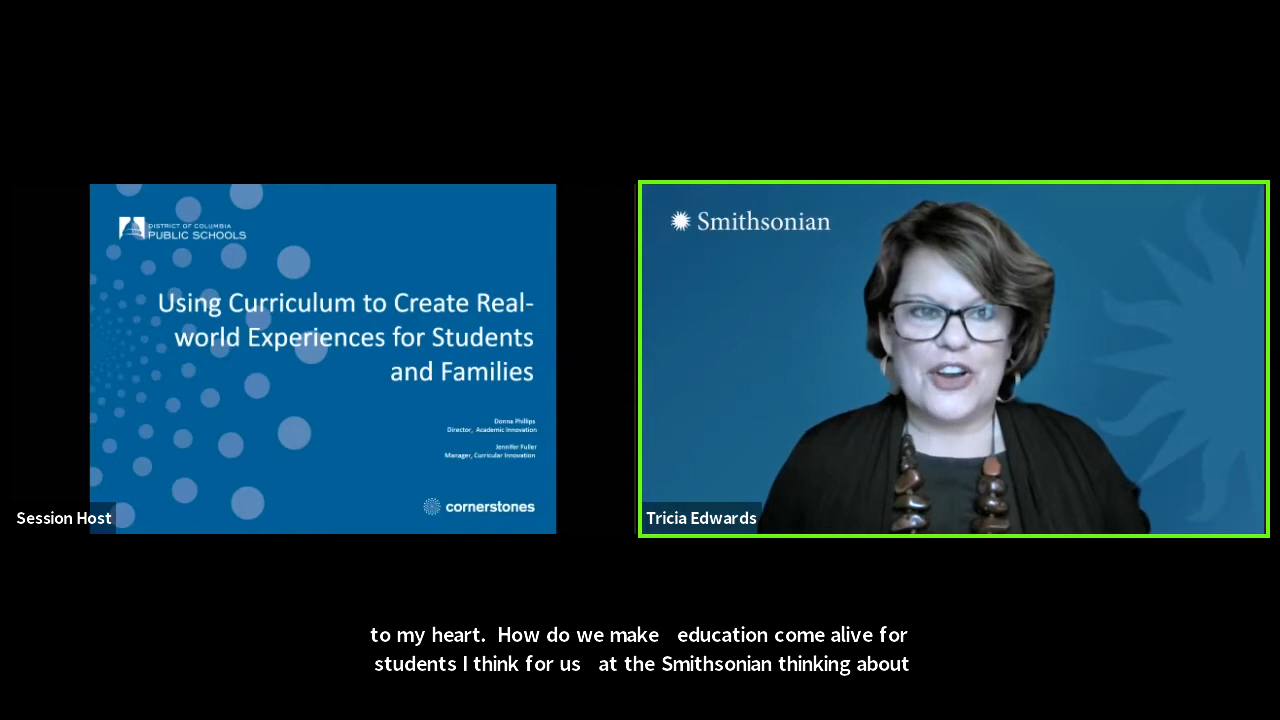 DISTRICT OF COLUMBIA
PUBLIC SCHOOLS
Using Curriculum to Create Real-
world Experiences for Students
and Families
Donna Phillips
Director, Academic Innovation
Jennifer Fuller
Manager, Curricular Innovation
cornerstones
Session Host
Smithsonian
Tricia Edwards
to my heart. How do we make education come alive for
students I think for us at the Smithsonian thinking about